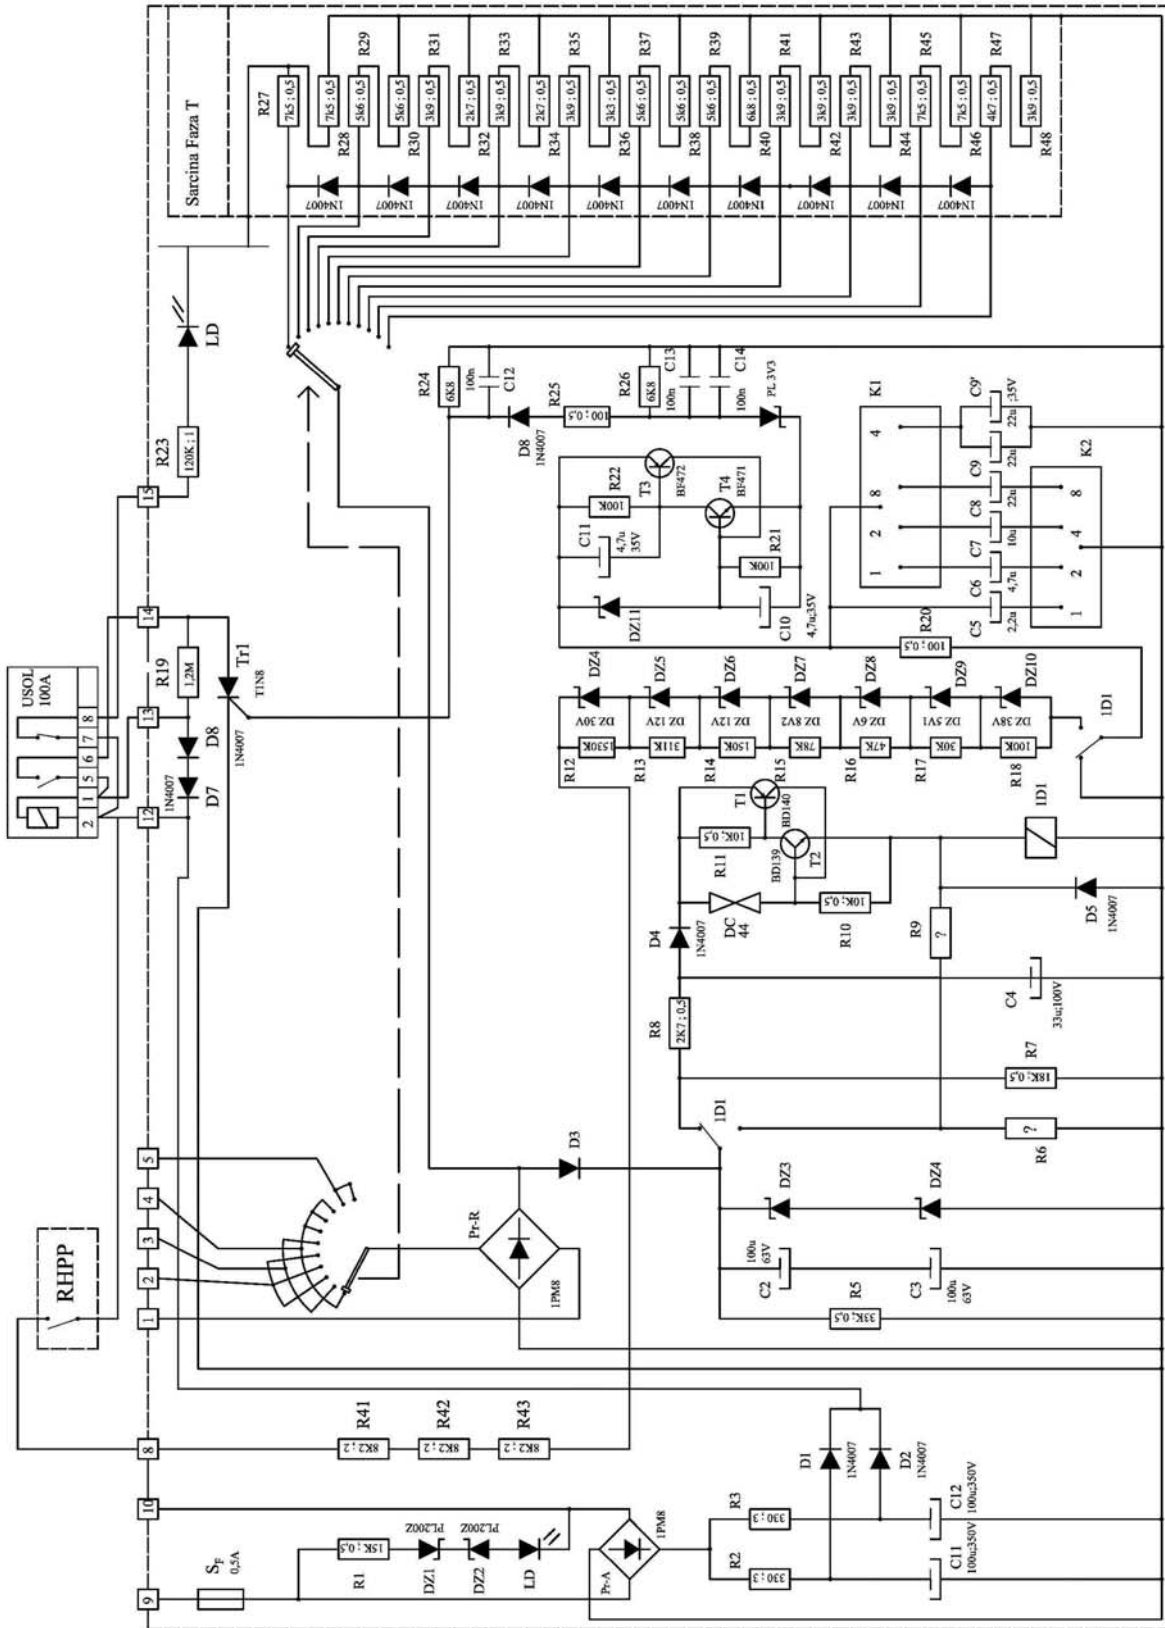 Sarcina Faza T
R27
7k5 ; 0,5
R28
7k5 ; 0,5
R29
5k6 ; 0,5
R30
5k6 ; 0,5
R31
3k9 ; 0,5
R32
2k7 ; 0,5
R33
3k9 ; 0,5
R34
2k7 ; 0,5
R35
3k9 ; 0,5
R36
3k3 ; 0,5
R37
5k6 ; 0,5
R38
5k6 ; 0,5
R39
5k6 ; 0,5
R40
6k8 ; 0,5
R41
3k9 ; 0,5
R42
3k9 ; 0,5
R43
3k9 ; 0,5
R44
3k9 ; 0,5
R45
7k5 ; 0,5
R46
7k5 ; 0,5
R47
4k7 ; 0,5
R48
3k9 ; 0,5
1N4007
1N4007
1N4007
1N4007
1N4007
1N4007
1N4007
1N4007
1N4007
1N4007
LD
R23
120K ; 1
15
14
13
12
USOL
100A
8
7
6
5
1
2
R19
1,2M
Tr1
T1N8
D8
1N4007
D7
1N4007
R24
6K8
100n
C12
D8
1N4007
R25
100 ; 0,5
R26
6K8
C13
100n
C14
100n
PL 3V3
R22
100K
T3
BF472
T4
BF471
C11
4,7u
35V
R21
100K
DZ11
C10
4,7u;35V
K1
1
2
8
4
C9'
22u
;35V
C9
22u
C8
22u
C7
10u
C6
4,7u
C5
2,2u
K2
1
2
4
8
R20
100 ; 0,5
DZ4
DZ 30V
R12
1530K
DZ5
DZ 12V
R13
311K
DZ6
DZ 12V
R14
150K
DZ7
DZ 8V2
R15
78K
DZ8
DZ 6V
R16
47K
DZ9
DZ 5V1
R17
30K
DZ10
DZ 38V
R18
100K
1D1
T1
BD140
BD139
T2
R11
10K; 0,5
DC
44
R10
10K; 0,5
D4
1N4007
1D1
D5
1N4007
R9
?
R8
2K7 ; 0,5
C4
33u;100V
R7
18K; 0,5
1D1
R6
?
D3
DZ3
DZ4
100u
63V
C2
C3
100u
63V
R5
33K; 0,5
5
4
3
2
1
RHPP
Pr-R
1PM8
8
R41
8K2 ; 2
R42
8K2 ; 2
R43
8K2 ; 2
D1
1N4007
D2
1N4007
10
9
SF
0,5A
R1
15K ; 0,5
PL200Z
DZ1
PL200Z
DZ2
LD
1PM8
Pr-A
R3
330 ; 3
R2
330 ; 3
C12
100u;350V
C11
100u;350V